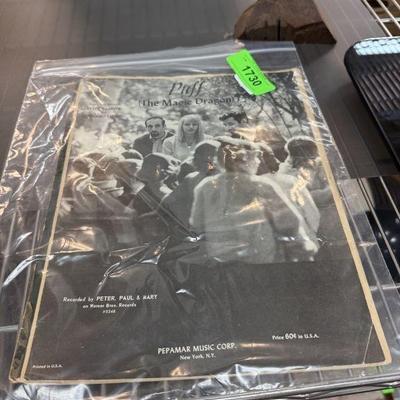 Puff
1730
(The Magic Dragon)
Recorded by PETER, PAUL & MARY
on Warner Bros. Records
#5348
Price 60¢ in U.S.A.
PEPAMAR MUSIC CORP.
New York, N.Y.
Printed in U.S.A.